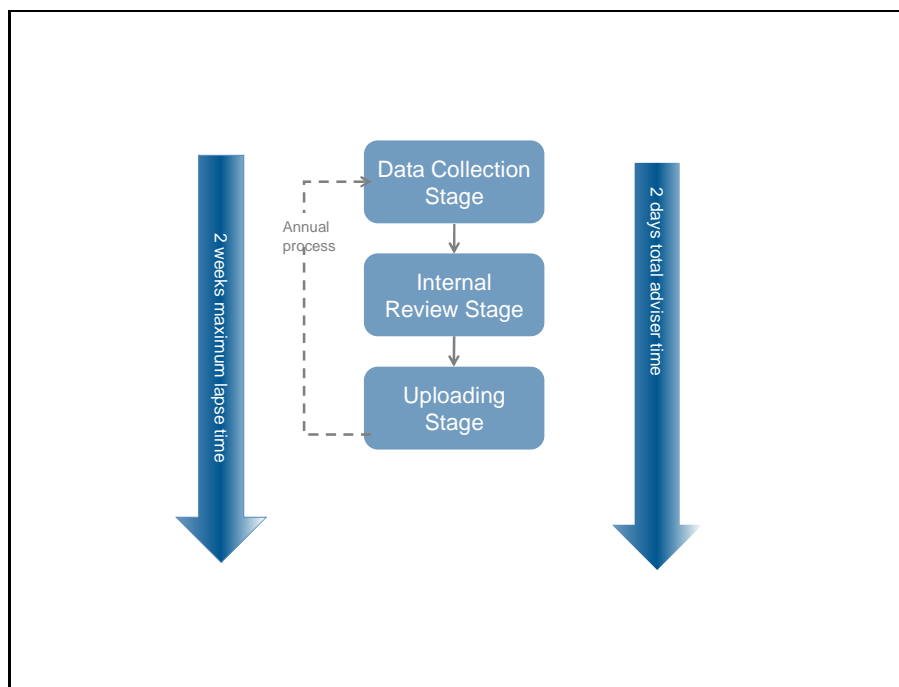 Data Collection
Stage
Annual
process
Internal
Review Stage
Uploading
Stage
2 weeks maximum lapse time
2 days total adviser time